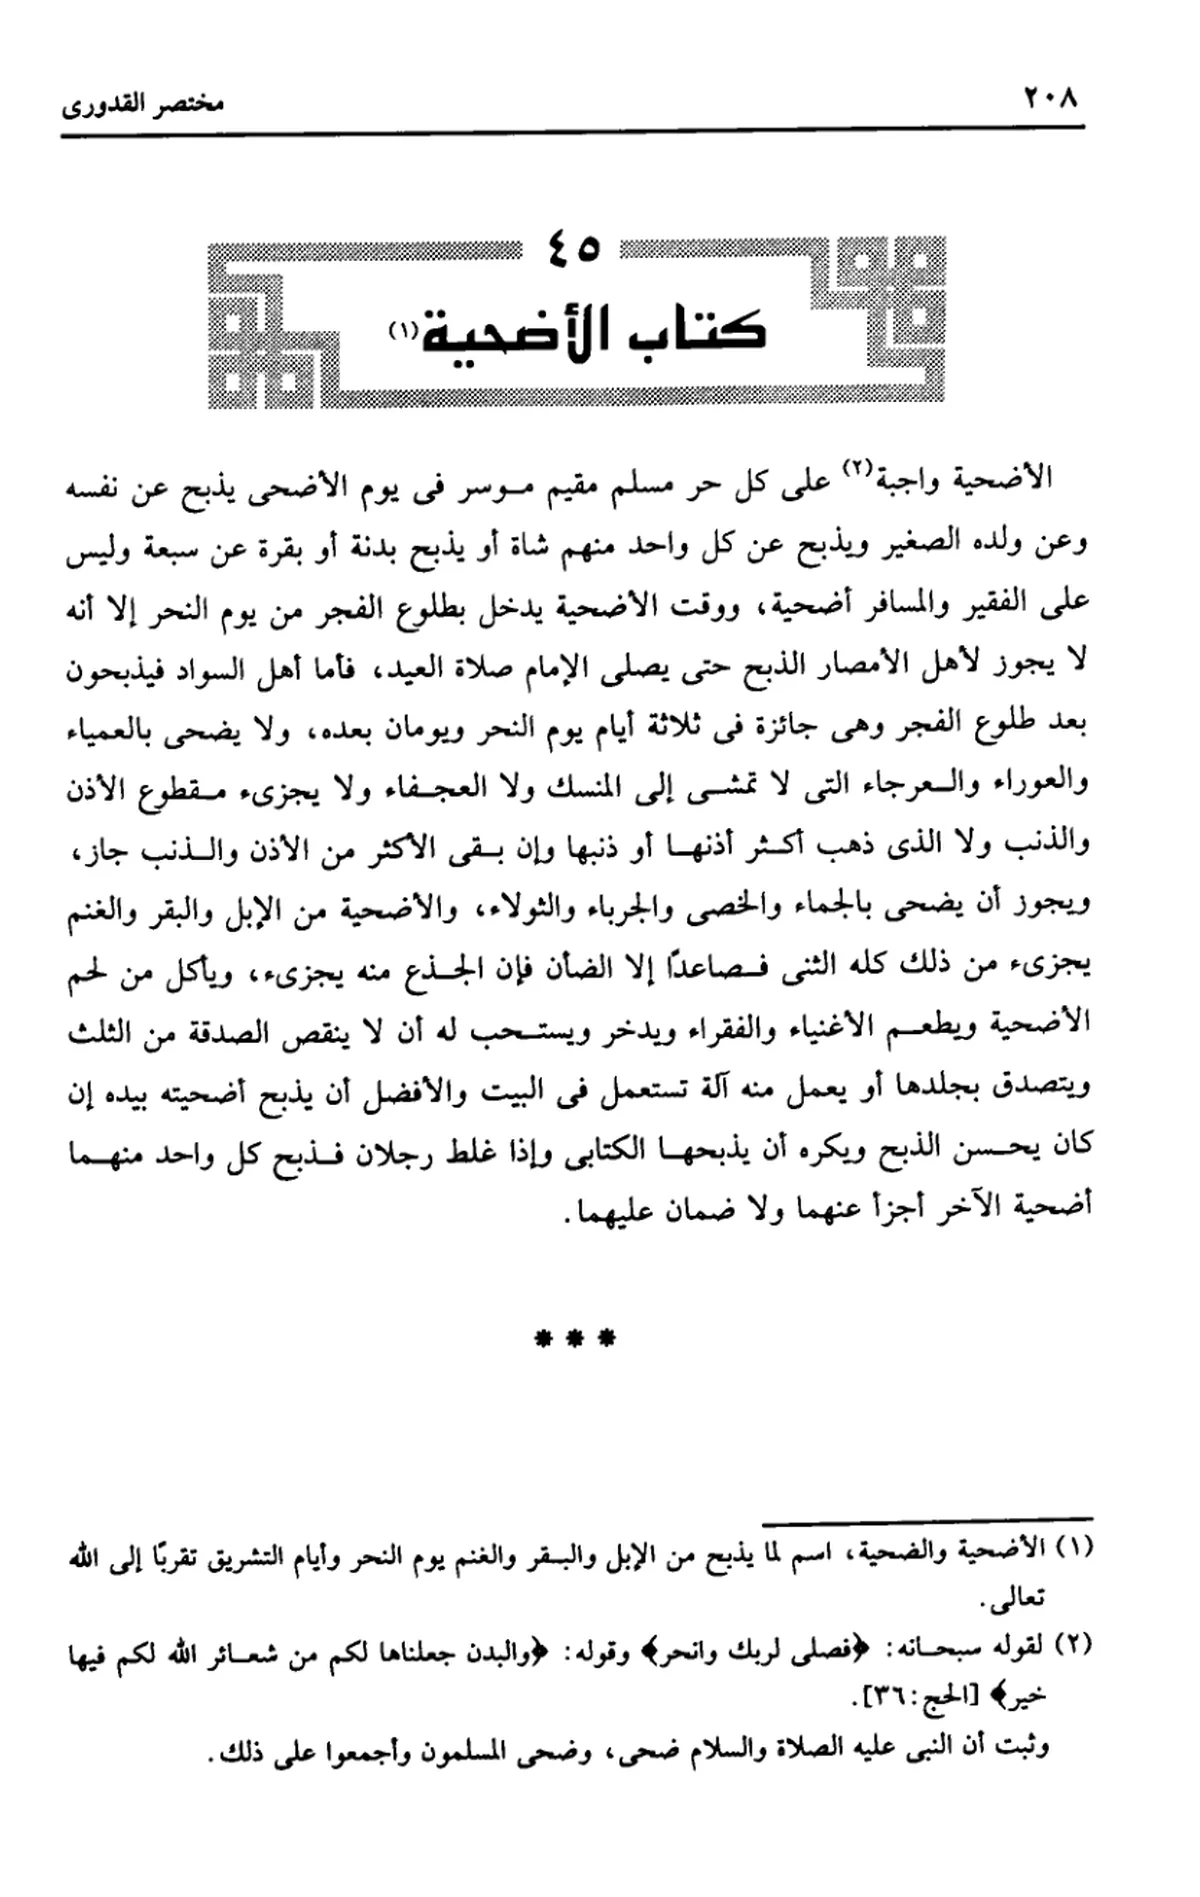 ٢٠٨
مختصر القدورى
٤٥
كتاب الأضحية(١)
الأضحية واجبة(٢) على كل حر مسلم مقيم موسر فى يوم الأضحى يذبح عن نفسه
وعن ولده الصغير ويذبح عن كل واحد منهم شاة أو يذبح بدنة أو بقرة عن سبعة وليس
على الفقير والمسافر أضحية، ووقت الأضحية يدخل بطلوع الفجر من يوم النحر إلا أنه
لا يجوز لأهل الأمصار الذبح حتى يصلى الإمام صلاة العيد، فأما أهل السواد فيذبحون
بعد طلوع الفجر وهى جائزة فى ثلاثة أيام يوم النحر ويومان بعده، ولا يضحى بالعمياء
والعوراء والعرجاء التى لا تمشى إلى المنسك ولا العجفاء ولا يجزىء مقطوع الأذن
والذنب ولا الذى ذهب أكثر أذنها أو ذنبها وإن بقى الأكثر من الأذن والذنب جاز،
ويجوز أن يضحى بالجماء والخصى والجرباء والثولاء، والأضحية من الإبل والبقر والغنم
يجزىء من ذلك كله الثنى فصاعدًا إلا الضأن فإن الجذع منه يجزىء، ويأكل من لحم
الأضحية ويطعم الأغنياء والفقراء ويدخر ويستحب له أن لا ينقص الصدقة من الثلث
ويتصدق بجلدها أو يعمل منه آلة تستعمل فى البيت والأفضل أن يذبح أضحيته بيده إن
كان يحسن الذبح ويكره أن يذبحها الكتابى وإذا غلط رجلان فذبح كل واحد منهما
أضحية الآخر أجزأ عنهما ولا ضمان عليهما.
* * *
(١) الأضحية والضحية، اسم لما يذبح من الإبل والبقر والغنم يوم النحر وأيام التشريق تقربًا إلى الله
تعالى.
(٢) لقوله سبحانه: ﴿فصلى لربك وانحر﴾ وقوله: ﴿والبدن جعلناها لكم من شعائر الله لكم فيها
خير﴾ [الحج:٣٦].
وثبت أن النبى عليه الصلاة والسلام ضحى، وضحى المسلمون وأجمعوا على ذلك.